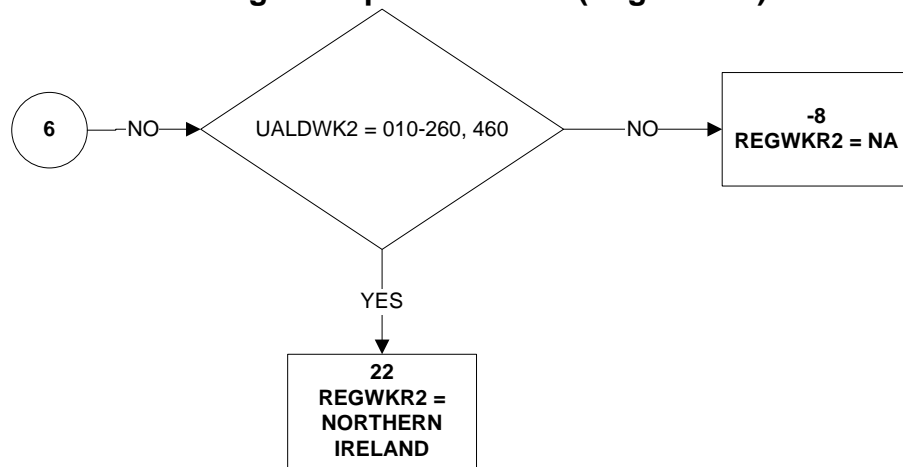 6
NO
UALDWK2 = 010-260, 460
NO
-8
REGWKR2 = NA
YES
22
REGWKR2 =
NORTHERN
IRELAND